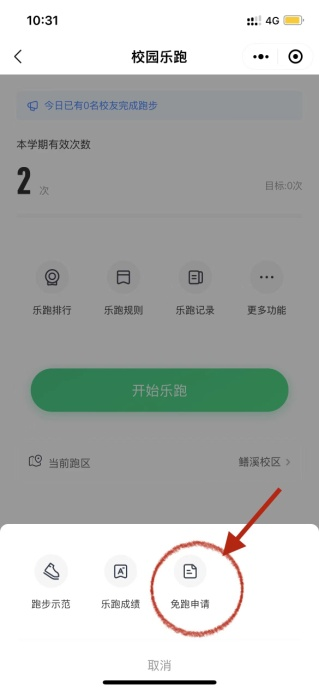 10:31
4G
校园乐跑
今日已有0名校友完成跑步
本学期有效次数
2 次
目标:0次
乐跑排行 乐跑规则 乐跑记录 更多功能
开始乐跑
当前跑区 鳝溪校区
跑步示范 乐跑成绩 免跑申请
取消